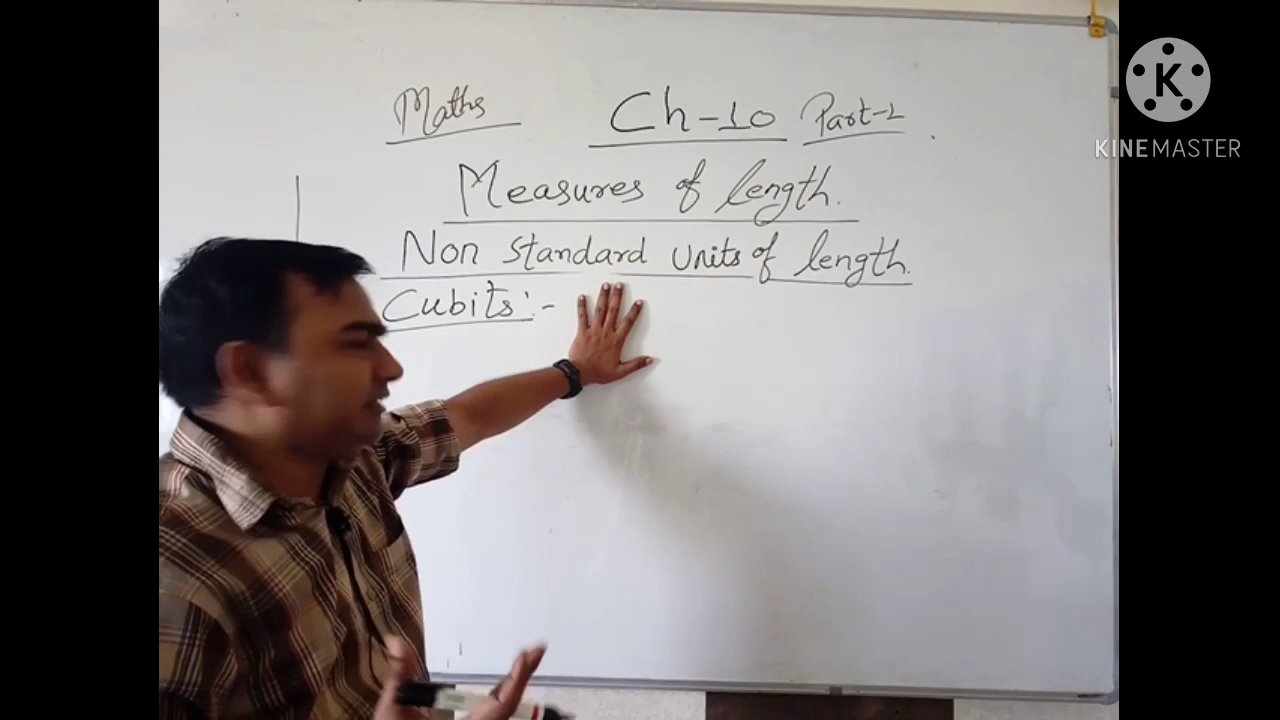 Maths Ch-10 Part-1
Measures of length.
Non standard units of length.
Cubits:-
K
KINEMASTER